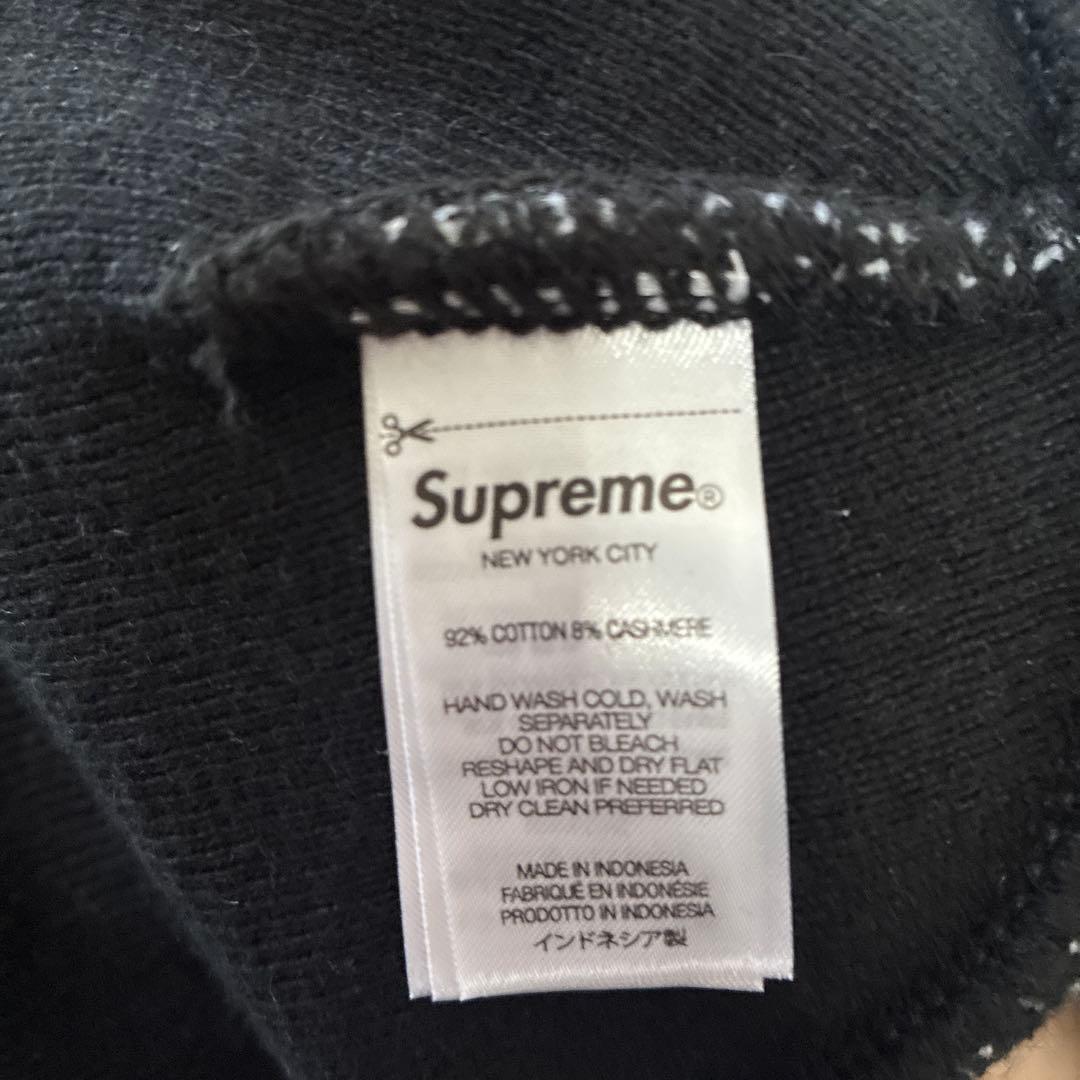 Supreme®
NEW YORK CITY
92% COTTON 8% CASHMERE
HAND WASH COLD, WASH
SEPARATELY
DO NOT BLEACH
RESHAPE AND DRY FLAT
LOW IRON IF NEEDED
DRY CLEAN PREFERRED
MADE IN INDONESIA
FABRIQUÉ EN INDONÉSIE
PRODOTTO IN INDONESIA
インドネシア製